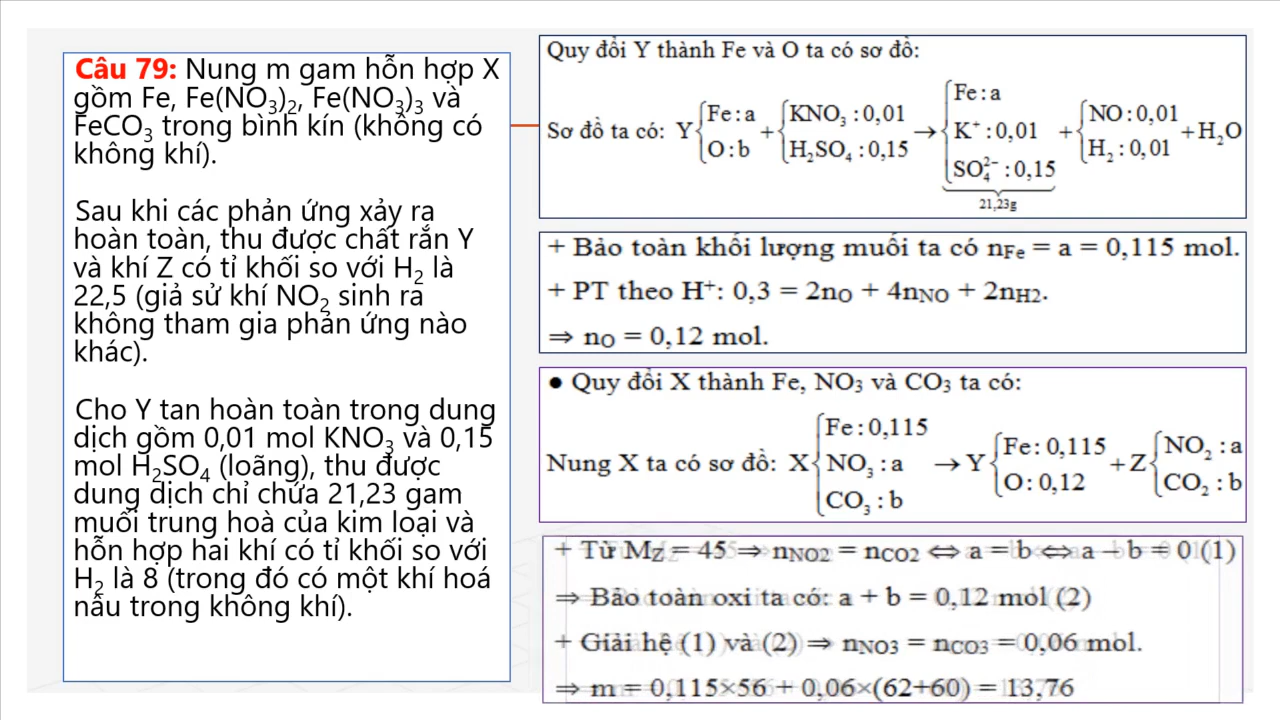 Câu 79: Nung m gam hỗn hợp X
gồm Fe, Fe(NO₃)₂, Fe(NO₃)₃ và
FeCO₃ trong bình kín (không có
không khí).
Sau khi các phản ứng xảy ra
hoàn toàn, thu được chất rắn Y
và khí Z có tỉ khối so với H₂ là
22,5 (giả sử khí NO₂ sinh ra
không tham gia phản ứng nào
khác).
Cho Y tan hoàn toàn trong dung
dịch gồm 0,01 mol KNO₃ và 0,15
mol H₂SO₄ (loãng), thu được
dung dịch chỉ chứa 21,23 gam
muối trung hoà của kim loại và
hỗn hợp hai khí có tỉ khối so với
H₂ là 8 (trong đó có một khí hoá
nâu trong không khí).
Quy đổi Y thành Fe và O ta có sơ đồ:
Sơ đồ ta có: Y { Fe : a; O : b + { KNO₃ : 0,01; H₂SO₄ : 0,15 → { Fe : a; K⁺ : 0,01; SO₄²⁻ : 0,15 + { NO : 0,01; H₂ : 0,01 + H₂O
21,23g
+ Bảo toàn khối lượng muối ta có nFe = a = 0,115 mol.
+ PT theo H⁺: 0,3 = 2nO + 4nNO + 2nH2.
⇒ nO = 0,12 mol.
● Quy đổi X thành Fe, NO₃ và CO₃ ta có:
Nung X ta có sơ đồ: X { Fe : 0,115; NO₃ : a; CO₃ : b → Y { Fe : 0,115; O : 0,12 + Z { NO₂ : a; CO₂ : b
+ Từ MZ = 45 ⇒ nNO2 = nCO2 ⇔ a = b ⇔ a – b = 0 (1)
⇒ Bảo toàn oxi ta có: a + b = 0,12 mol (2)
+ Giải hệ (1) và (2) ⇒ nNO3 = nCO3 = 0,06 mol.
⇒ m = 0,115×56 + 0,06×(62+60) = 13,76